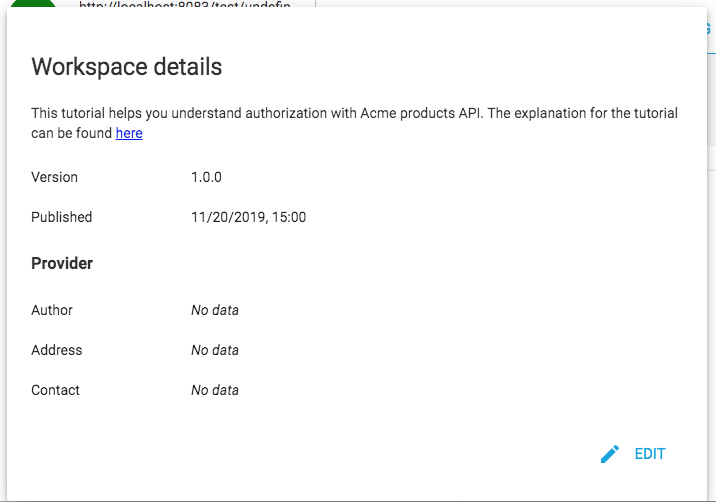 http://localhost:8083/test/undefin
G
Workspace details
This tutorial helps you understand authorization with Acme products API. The explanation for the tutorial
can be found here
Version 1.0.0
Published 11/20/2019, 15:00
Provider
Author No data
Address No data
Contact No data
EDIT